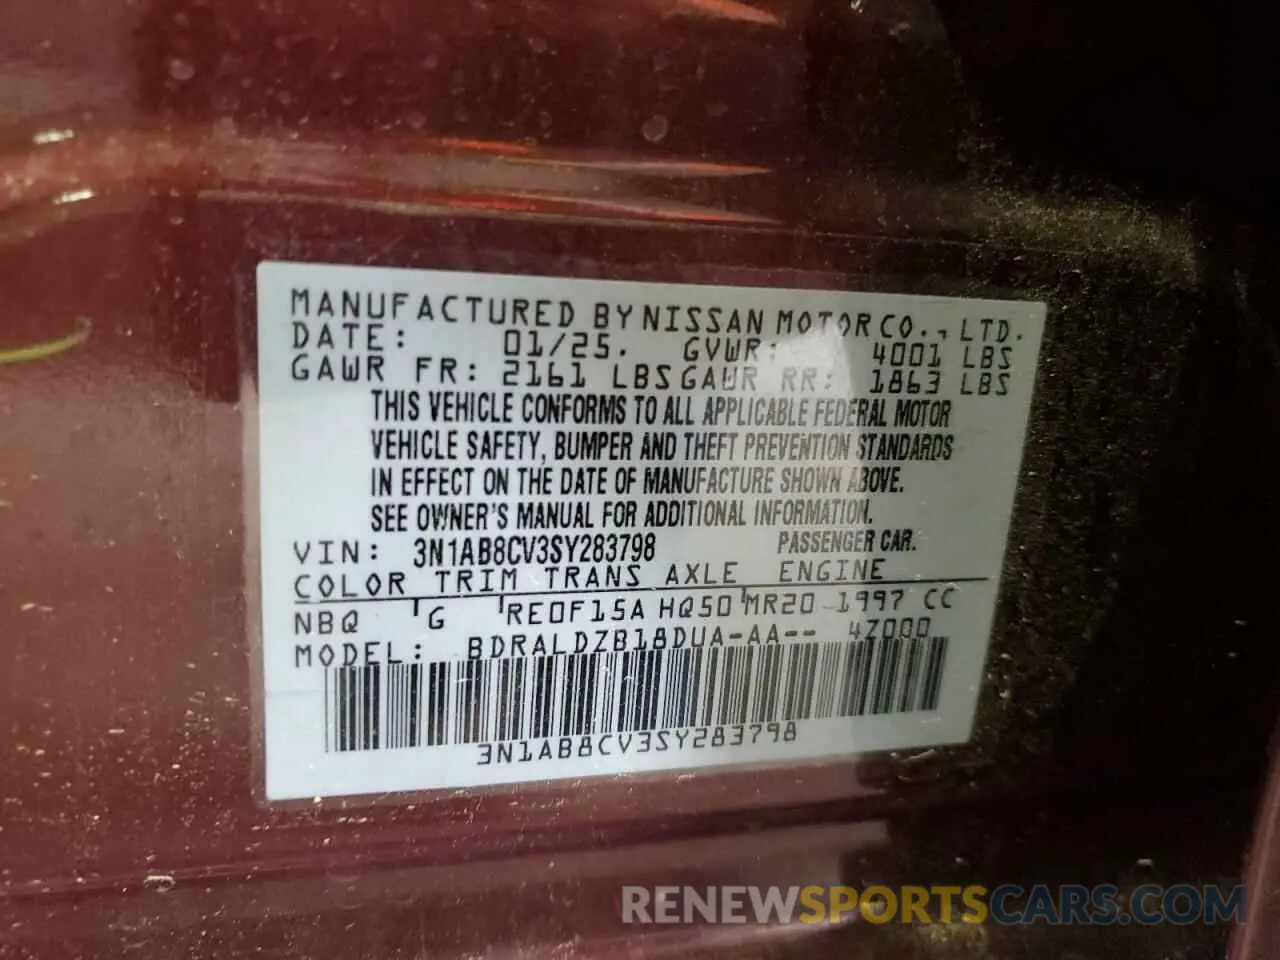 MANUFACTURED BY NISSAN MOTOR CO., LTD.
DATE: 01/25. GVWR: 4001 LBS
GAWR FR: 2161 LBS GAWR RR: 1863 LBS
THIS VEHICLE CONFORMS TO ALL APPLICABLE FEDERAL MOTOR
VEHICLE SAFETY, BUMPER AND THEFT PREVENTION STANDARDS
IN EFFECT ON THE DATE OF MANUFACTURE SHOWN ABOVE.
SEE OWNER'S MANUAL FOR ADDITIONAL INFORMATION.
VIN: 3N1AB8CV3SY283798 PASSENGER CAR.
COLOR TRIM TRANS AXLE ENGINE
NBQ G RE0F15A HQ50 MR20 1997 CC
MODEL: BDRALDZB18DUA-AA-- 4Z000
3N1AB8CV3SY283798
RENEWSPORTSCARS.COM